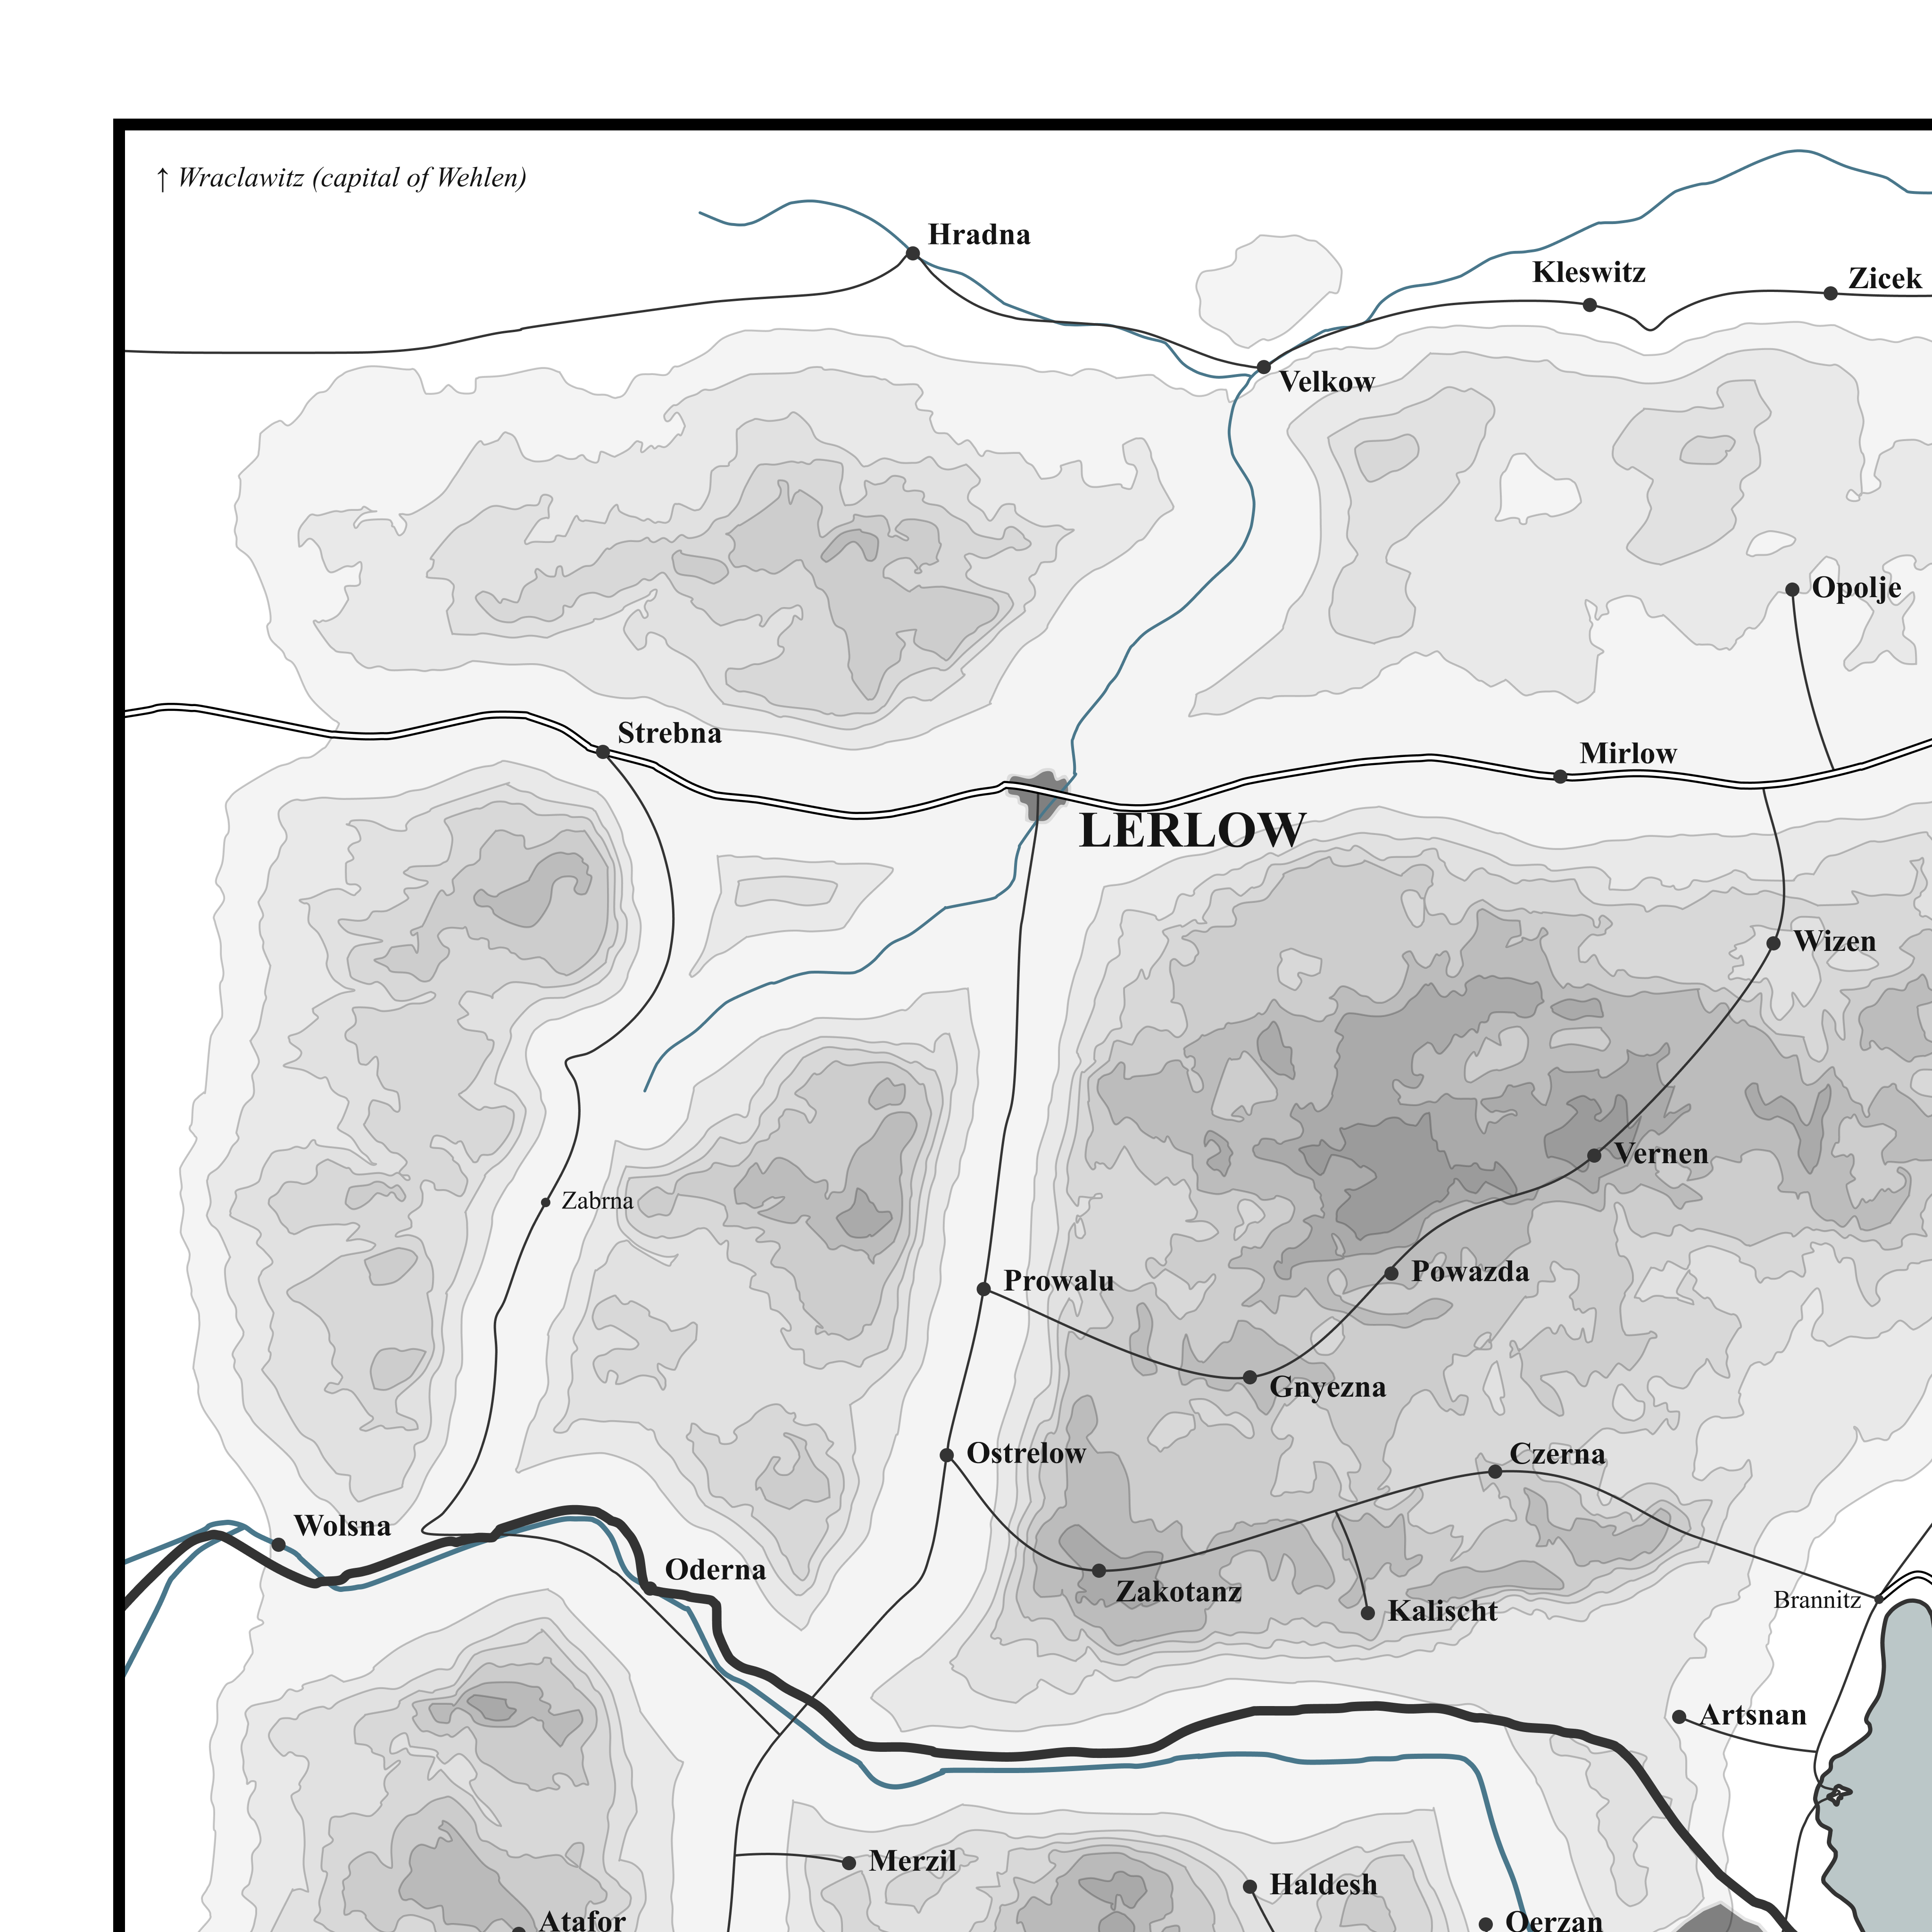 ↑ Wraclawitz (capital of Wehlen)
Hradna
Kleswitz
Zicek
Velkow
Opolje
Strebna
Mirlow
LERLOW
Wizen
Vernen
Zabrna
Powazda
Prowalu
Gnyezna
Ostrelow
Czerna
Wolsna
Oderna
Zakotanz
Brannitz
Kalischt
Artsnan
Merzil
Haldesh
Atafor
Oerzan